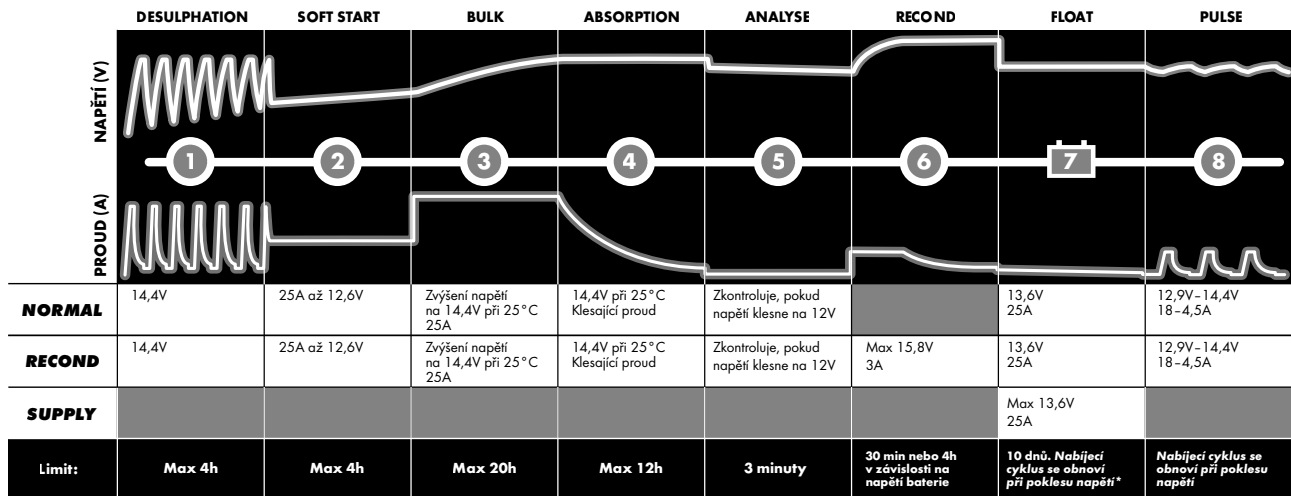 DESULPHATION SOFT START BULK ABSORPTION ANALYSE RECOND FLOAT PULSE
NAPĚTÍ (V)
1 2 3 4 5 6 7 8
PROUD (A)
NORMAL
14,4V
25A až 12,6V
Zvýšení napětí
na 14,4V při 25°C
25A
14,4V při 25°C
Klesající proud
Zkontroluje, pokud
napětí klesne na 12V
13,6V
25A
12,9V–14,4V
18–4,5A
RECOND
14,4V
25A až 12,6V
Zvýšení napětí
na 14,4V při 25°C
25A
14,4V při 25°C
Klesající proud
Zkontroluje, pokud
napětí klesne na 12V
Max 15,8V
3A
13,6V
25A
12,9V–14,4V
18–4,5A
SUPPLY
Max 13,6V
25A
Limit:
Max 4h
Max 4h
Max 20h
Max 12h
3 minuty
30 min nebo 4h
v závislosti na
napětí baterie
10 dnů. Nabíjecí
cyklus se obnoví
při poklesu napětí*
Nabíjecí cyklus se
obnoví při poklesu
napětí